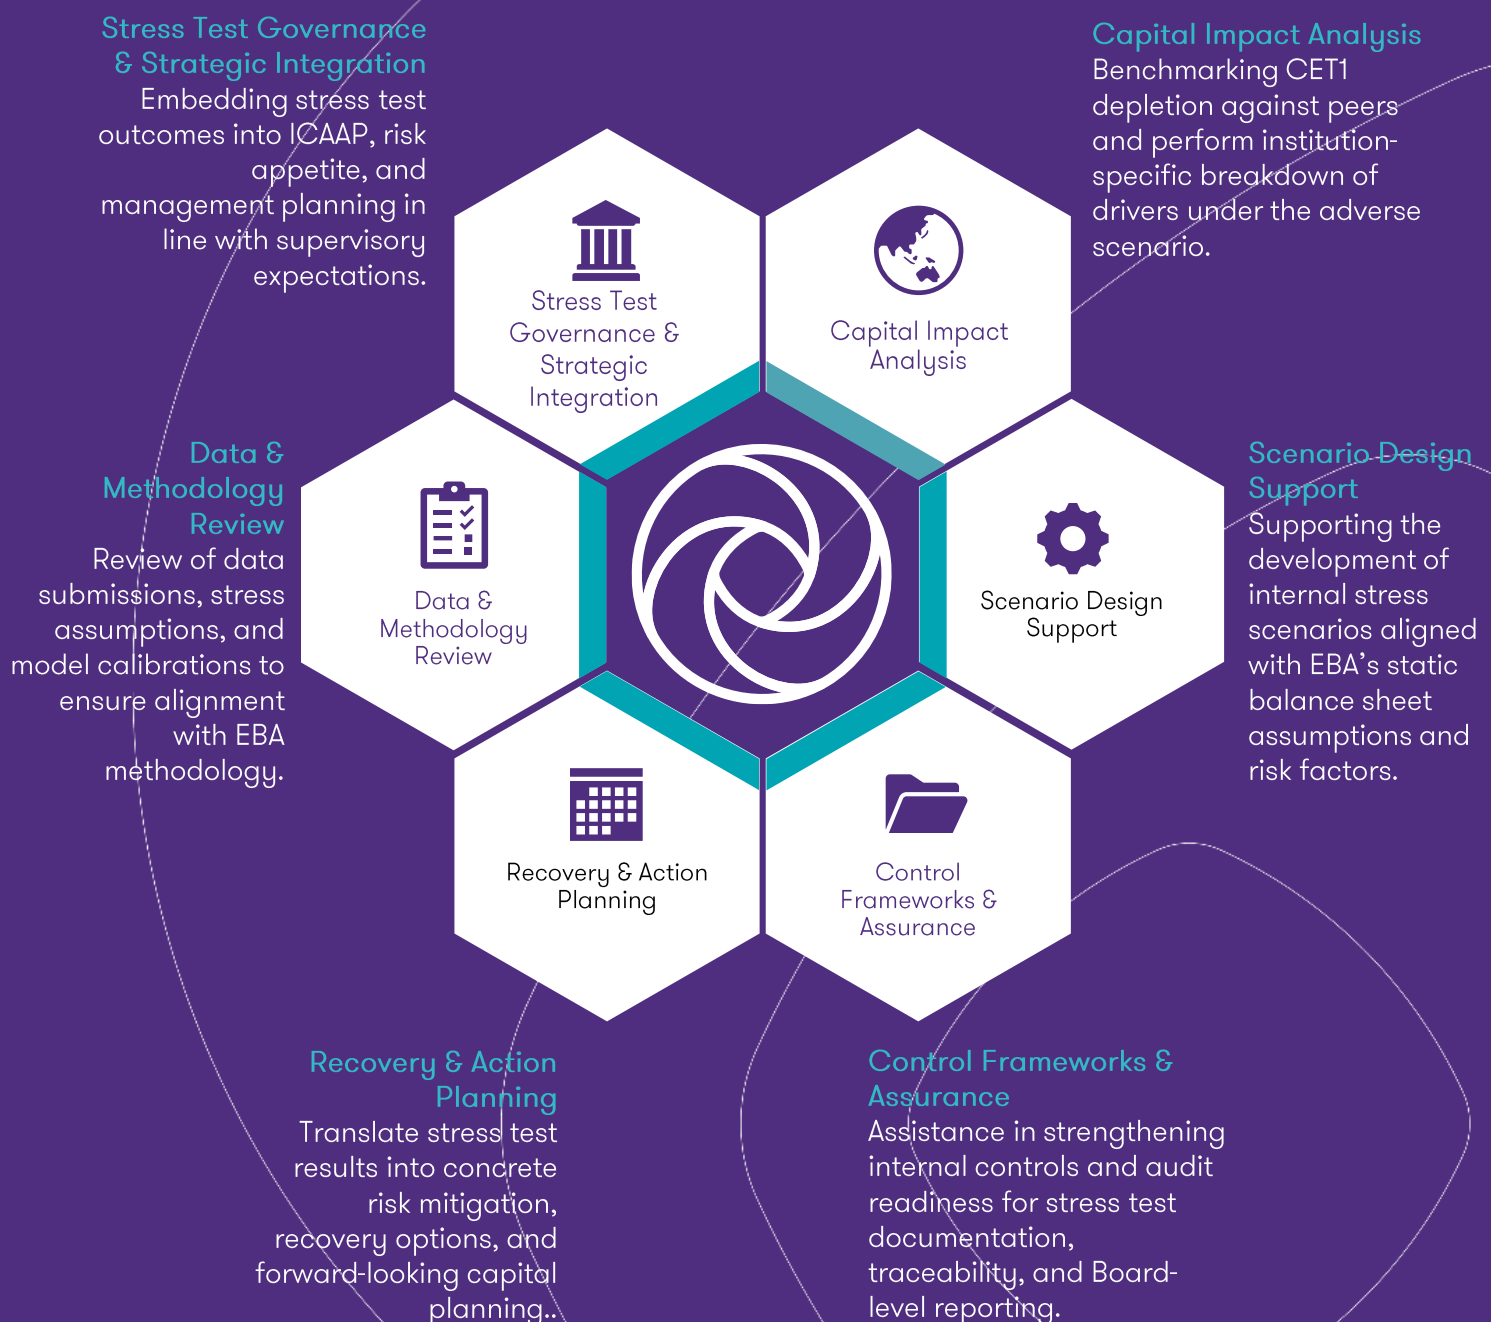 Stress Test Governance
& Strategic Integration
Embedding stress test
outcomes into ICAAP, risk
appetite, and
management planning in
line with supervisory
expectations.
Capital Impact Analysis
Benchmarking CET1
depletion against peers
and perform institution-
specific breakdown of
drivers under the adverse
scenario.
Stress Test
Governance &
Strategic
Integration
Capital Impact
Analysis
Data &
Methodology
Review
Review of data
submissions, stress
assumptions, and
model calibrations to
ensure alignment
with EBA
methodology.
Data &
Methodology
Review
Scenario Design
Support
Scenario Design
Support
Supporting the
development of
internal stress
scenarios aligned
with EBA’s static
balance sheet
assumptions and
risk factors.
Recovery & Action
Planning
Control
Frameworks &
Assurance
Recovery & Action
Planning
Translate stress test
results into concrete
risk mitigation,
recovery options, and
forward-looking capital
planning..
Control Frameworks &
Assurance
Assistance in strengthening
internal controls and audit
readiness for stress test
documentation,
traceability, and Board-
level reporting.